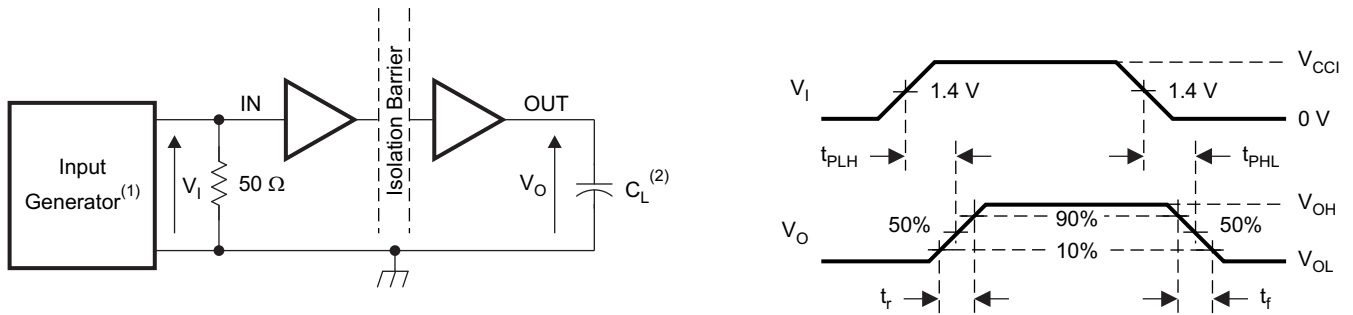 Input
Generator(1)
VI
50 Ω
IN
Isolation Barrier
OUT
VO
CL(2)
VI
1.4 V
1.4 V
VCCI
0 V
tPLH
tPHL
VO
50%
90%
10%
50%
VOH
VOL
tr
tf